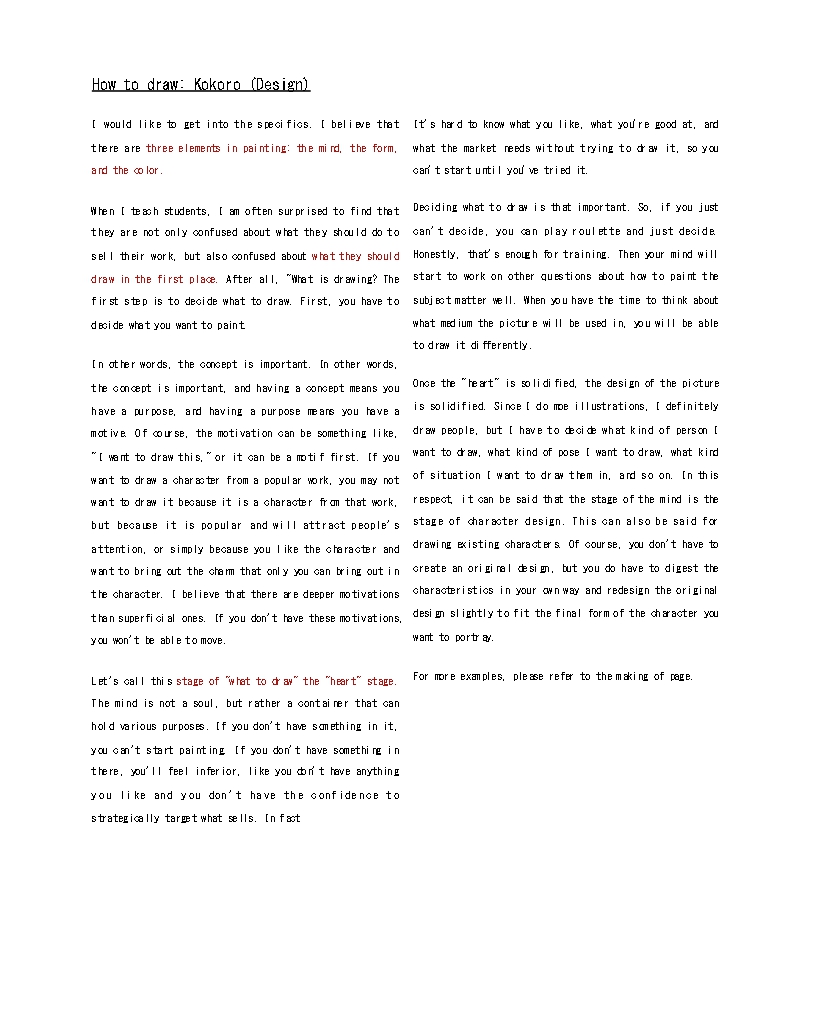 How to draw: Kokoro (Design)
I would like to get into the specifics. I believe that
there are three elements in painting: the mind, the form,
and the color.
When I teach students, I am often surprised to find that
they are not only confused about what they should do to
sell their work, but also confused about what they should
draw in the first place. After all, "What is drawing? The
first step is to decide what to draw. First, you have to
decide what you want to paint.
In other words, the concept is important. In other words,
the concept is important, and having a concept means you
have a purpose, and having a purpose means you have a
motive. Of course, the motivation can be something like,
"I want to draw this," or it can be a motif first. If you
want to draw a character from a popular work, you may not
want to draw it because it is a character from that work,
but because it is popular and will attract people's
attention, or simply because you like the character and
want to bring out the charm that only you can bring out in
the character. I believe that there are deeper motivations
than superficial ones. If you don't have these motivations,
you won't be able to move.
Let's call this stage of "what to draw" the "heart" stage.
The mind is not a soul, but rather a container that can
hold various purposes. If you don't have something in it,
you can't start painting. If you don't have something in
there, you'll feel inferior, like you don't have anything
you like and you don't have the confidence to
strategically target what sells. In fact
It's hard to know what you like, what you're good at, and
what the market needs without trying to draw it, so you
can't start until you've tried it.
Deciding what to draw is that important. So, if you just
can't decide, you can play roulette and just decide.
Honestly, that's enough for training. Then your mind will
start to work on other questions about how to paint the
subject matter well. When you have the time to think about
what medium the picture will be used in, you will be able
to draw it differently.
Once the "heart" is solidified, the design of the picture
is solidified. Since I do moe illustrations, I definitely
draw people, but I have to decide what kind of person I
want to draw, what kind of pose I want to draw, what kind
of situation I want to draw them in, and so on. In this
respect, it can be said that the stage of the mind is the
stage of character design. This can also be said for
drawing existing characters. Of course, you don't have to
create an original design, but you do have to digest the
characteristics in your own way and redesign the original
design slightly to fit the final form of the character you
want to portray.
For more examples, please refer to the making of page.